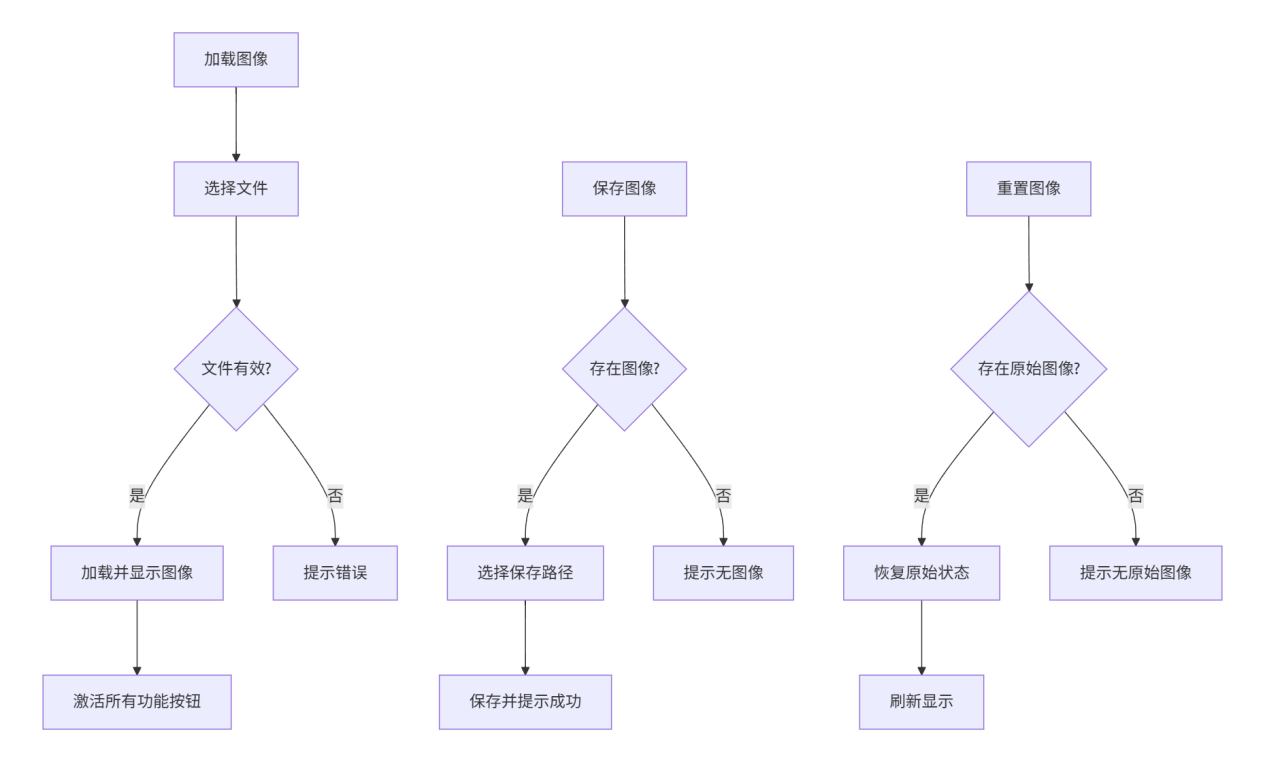 加载图像
选择文件
文件有效?
是
否
加载并显示图像
提示错误
激活所有功能按钮
保存图像
存在图像?
是
否
选择保存路径
提示无图像
保存并提示成功
重置图像
存在原始图像?
是
否
恢复原始状态
提示无原始图像
刷新显示